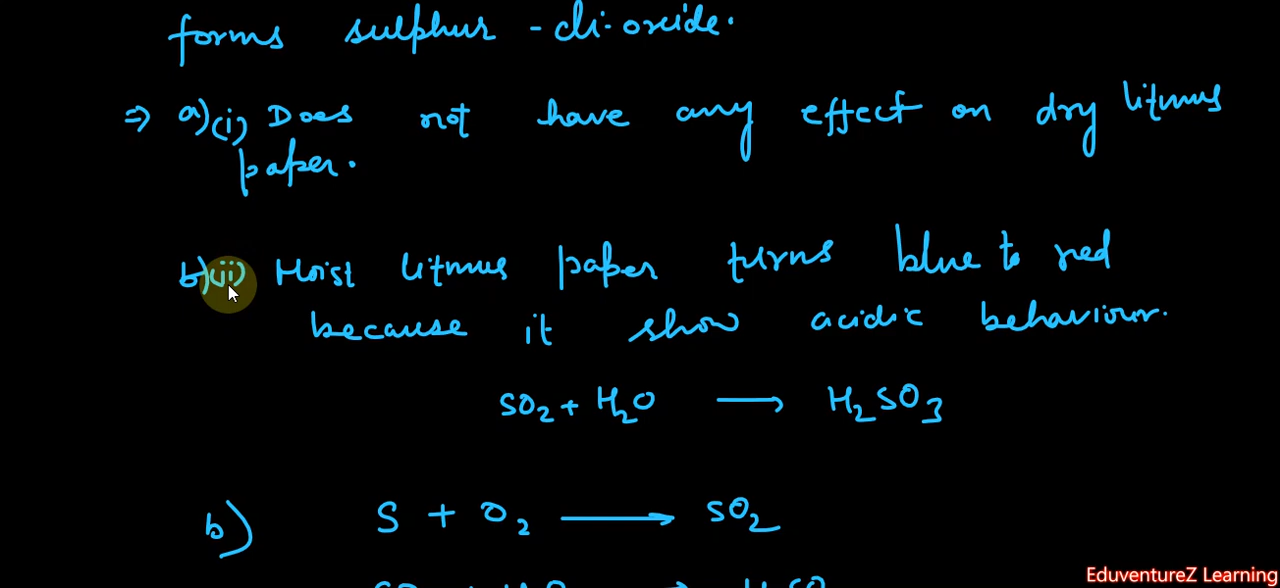 forms sulphur-di-oxide.
⇒ a)(i) Does not have any effect on dry litmus
paper.
b)(ii) Moist litmus paper turns blue to red
because it show acidic behaviour.
SO₂ + H₂O ⟶ H₂SO₃
b) S + O₂ ⟶ SO₂
EduventureZ Learning